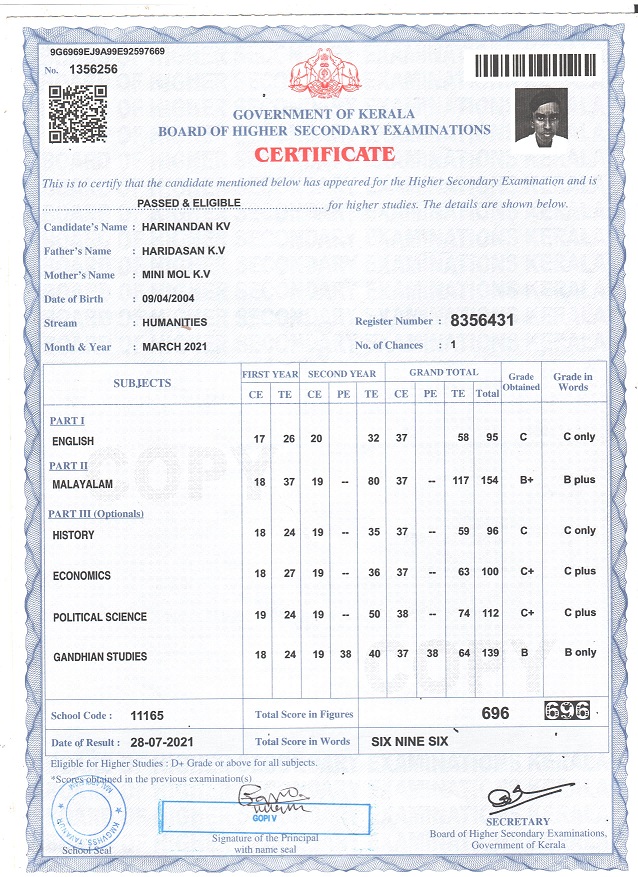 9G6969EJ9A99E92597669
No. 1356256
GOVERNMENT OF KERALA
BOARD OF HIGHER SECONDARY EXAMINATIONS
CERTIFICATE
This is to certify that the candidate mentioned below has appeared for the Higher Secondary Examination and is
PASSED & ELIGIBLE for higher studies. The details are shown below.
Candidate's Name : HARINANDAN KV
Father's Name : HARIDASAN K.V
Mother's Name : MINI MOL K.V
Date of Birth : 09/04/2004
Stream : HUMANITIES Register Number : 8356431
Month & Year : MARCH 2021 No. of Chances : 1
SUBJECTS FIRST YEAR SECOND YEAR GRAND TOTAL Grade Obtained Grade in Words
CE TE CE PE TE CE PE TE Total
PART I
ENGLISH 17 26 20 32 37 58 95 C C only
PART II
MALAYALAM 18 37 19 -- 80 37 -- 117 154 B+ B plus
PART III (Optionals)
HISTORY 18 24 19 -- 35 37 -- 59 96 C C only
ECONOMICS 18 27 19 -- 36 37 -- 63 100 C+ C plus
POLITICAL SCIENCE 19 24 19 -- 50 38 -- 74 112 C+ C plus
GANDHIAN STUDIES 18 24 19 38 40 37 38 64 139 B B only
School Code : 11165 Total Score in Figures 696 696
Date of Result : 28-07-2021 Total Score in Words SIX NINE SIX
Eligible for Higher Studies : D+ Grade or above for all subjects.
*Scores obtained in the previous examination(s)
KMGVHSS, TAVANUR
School Seal
GOPI V
Signature of the Principal
with name seal
SECRETARY
Board of Higher Secondary Examinations,
Government of Kerala